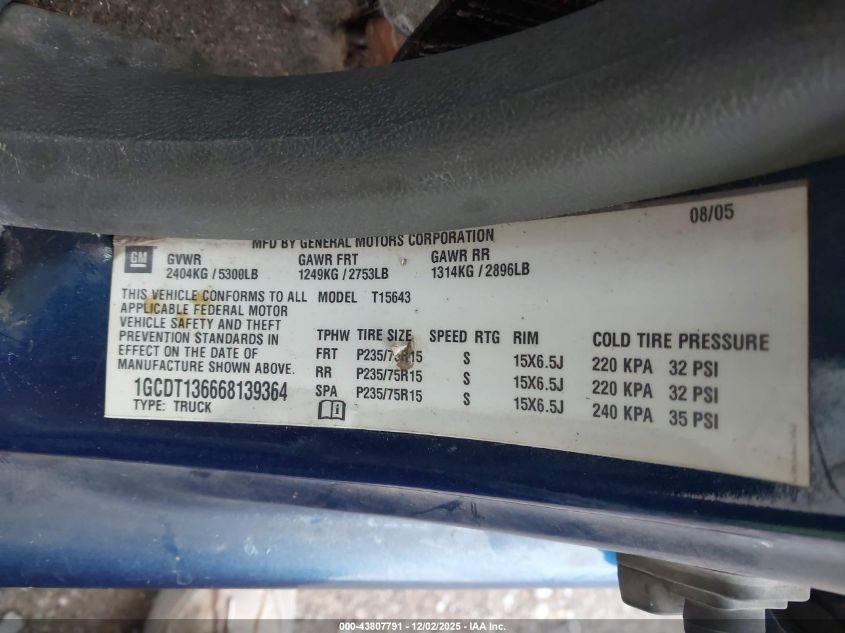 08/05
MFD BY GENERAL MOTORS CORPORATION
GM
GVWR GAWR FRT GAWR RR
2404KG / 5300LB 1249KG / 2753LB 1314KG / 2896LB
THIS VEHICLE CONFORMS TO ALL MODEL T15643
APPLICABLE FEDERAL MOTOR
VEHICLE SAFETY AND THEFT
PREVENTION STANDARDS IN
EFFECT ON THE DATE OF
MANUFACTURE SHOWN ABOVE.
1GCDT136668139364
TYPE: TRUCK
TPHW TIRE SIZE SPEED RTG RIM COLD TIRE PRESSURE
FRT P235/75R15 S 15X6.5J 220 KPA 32 PSI
RR P235/75R15 S 15X6.5J 220 KPA 32 PSI
SPA P235/75R15 S 15X6.5J 240 KPA 35 PSI
000-43807791 - 12/02/2025 - IAA Inc.